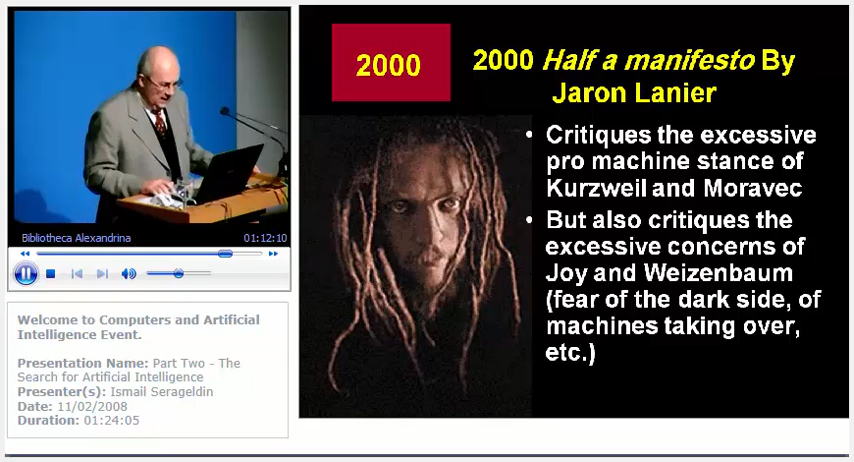 Bibliotheca Alexandrina 01:12:10
Welcome to Computers and Artificial
Intelligence Event.
Presentation Name: Part Two - The
Search for Artificial Intelligence
Presenter(s): Ismail Serageldin
Date: 11/02/2008
Duration: 01:24:05
2000
2000 Half a manifesto By
Jaron Lanier
• Critiques the excessive
pro machine stance of
Kurzweil and Moravec
• But also critiques the
excessive concerns of
Joy and Weizenbaum
(fear of the dark side, of
machines taking over,
etc.)